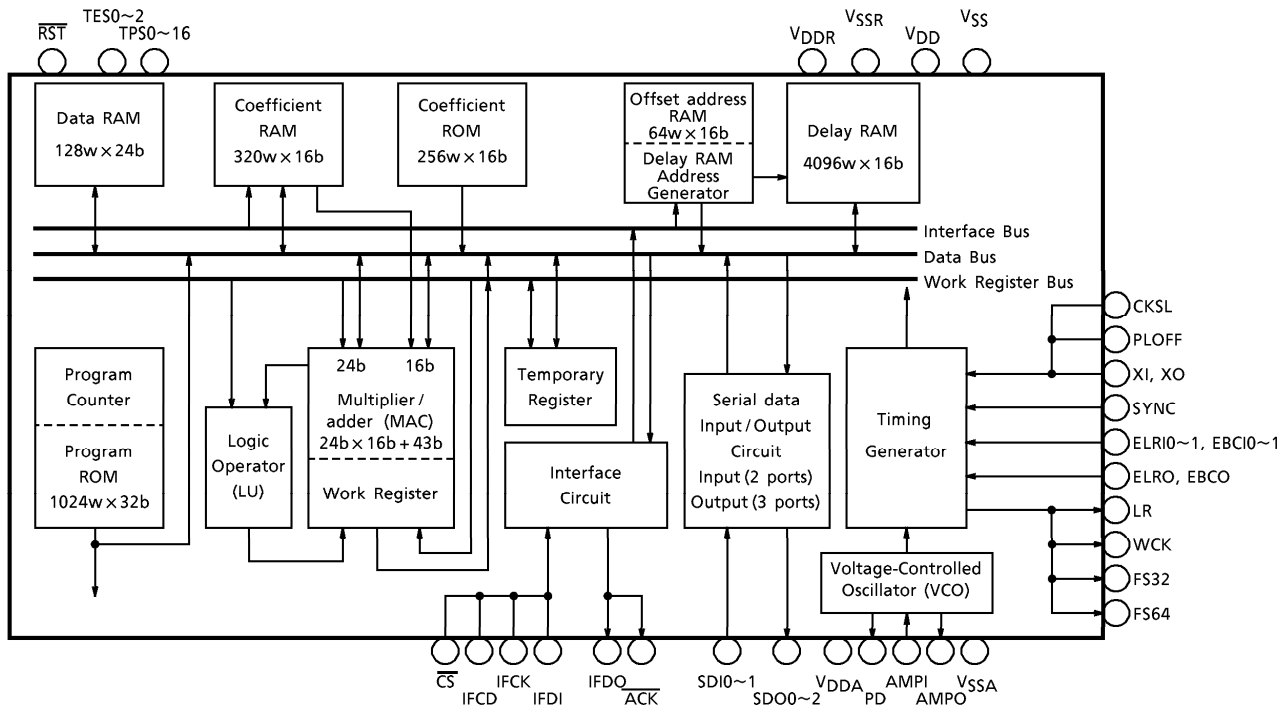 RST
TES0~2
TPS0~16
VDDR
VSSR
VDD
VSS
Data RAM
128w×24b
Coefficient
RAM
320w×16b
Coefficient
ROM
256w×16b
Offset address
RAM
64w×16b
Delay RAM
Address
Generator
Delay RAM
4096w×16b
Interface Bus
Data Bus
Work Register Bus
Program
Counter
Program
ROM
1024w×32b
Logic
Operator
(LU)
24b 16b
Multiplier/
adder (MAC)
24b×16b+43b
Work Register
Temporary
Register
Interface
Circuit
Serial data
Input/Output
Circuit
Input (2 ports)
Output (3 ports)
Timing
Generator
Voltage-Controlled
Oscillator (VCO)
CKSL
PLOFF
XI, XO
SYNC
ELRI0~1, EBCI0~1
ELRO, EBCO
LR
WCK
FS32
FS64
CS
IFCD
IFCK
IFDI
IFDO
ACK
SDI0~1
SDO0~2
VDDA
PD
AMPI
AMPO
VSSA